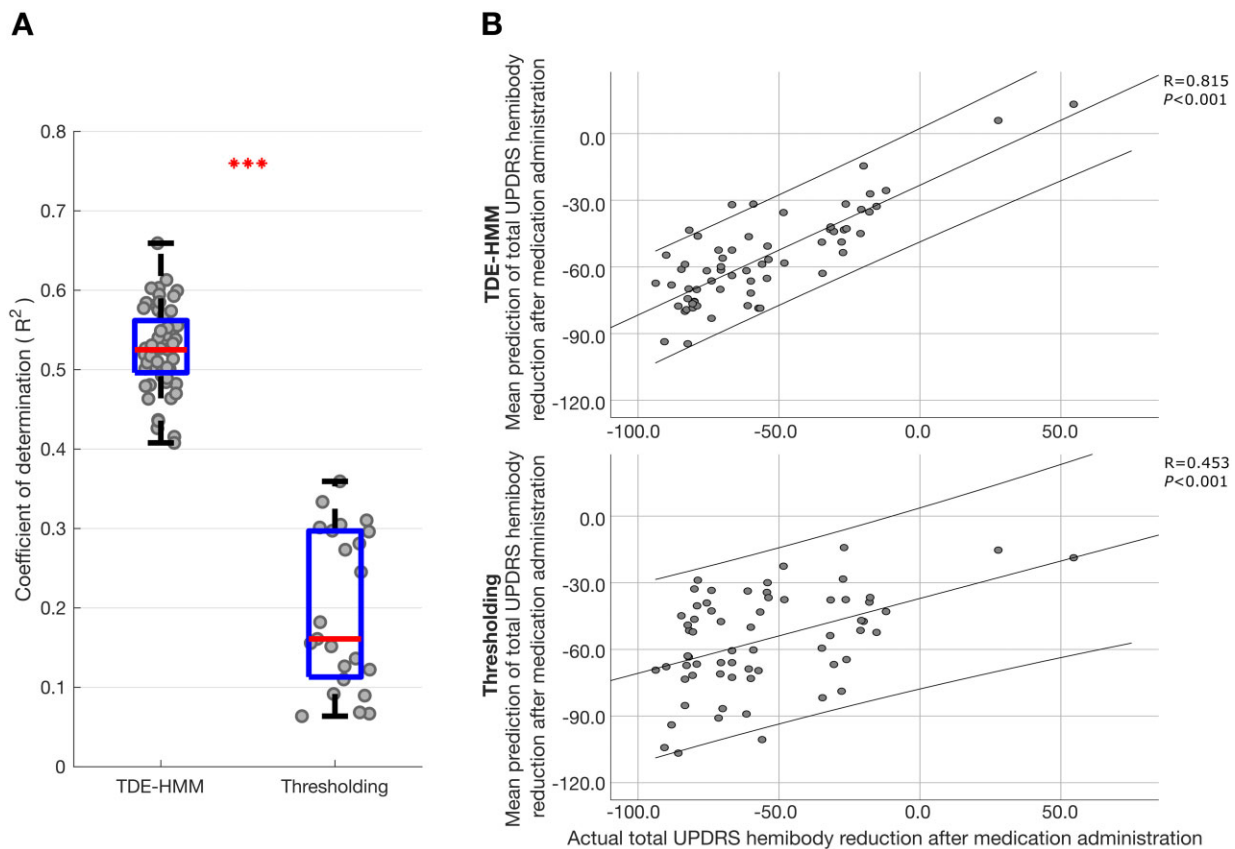 A
0.8
0.7
0.6
0.5
0.4
0.3
0.2
0.1
0
Coefficient of determination ( R²)
***
TDE-HMM
Thresholding
B
TDE-HMM
Mean prediction of total UPDRS hemibody
reduction after medication administration
0.0
-30.0
-60.0
-90.0
-120.0
-100.0
-50.0
0.0
50.0
R=0.815
P<0.001
Thresholding
Mean prediction of total UPDRS hemibody
reduction after medication administration
0.0
-30.0
-60.0
-90.0
-120.0
-100.0
-50.0
0.0
50.0
R=0.453
P<0.001
Actual total UPDRS hemibody reduction after medication administration